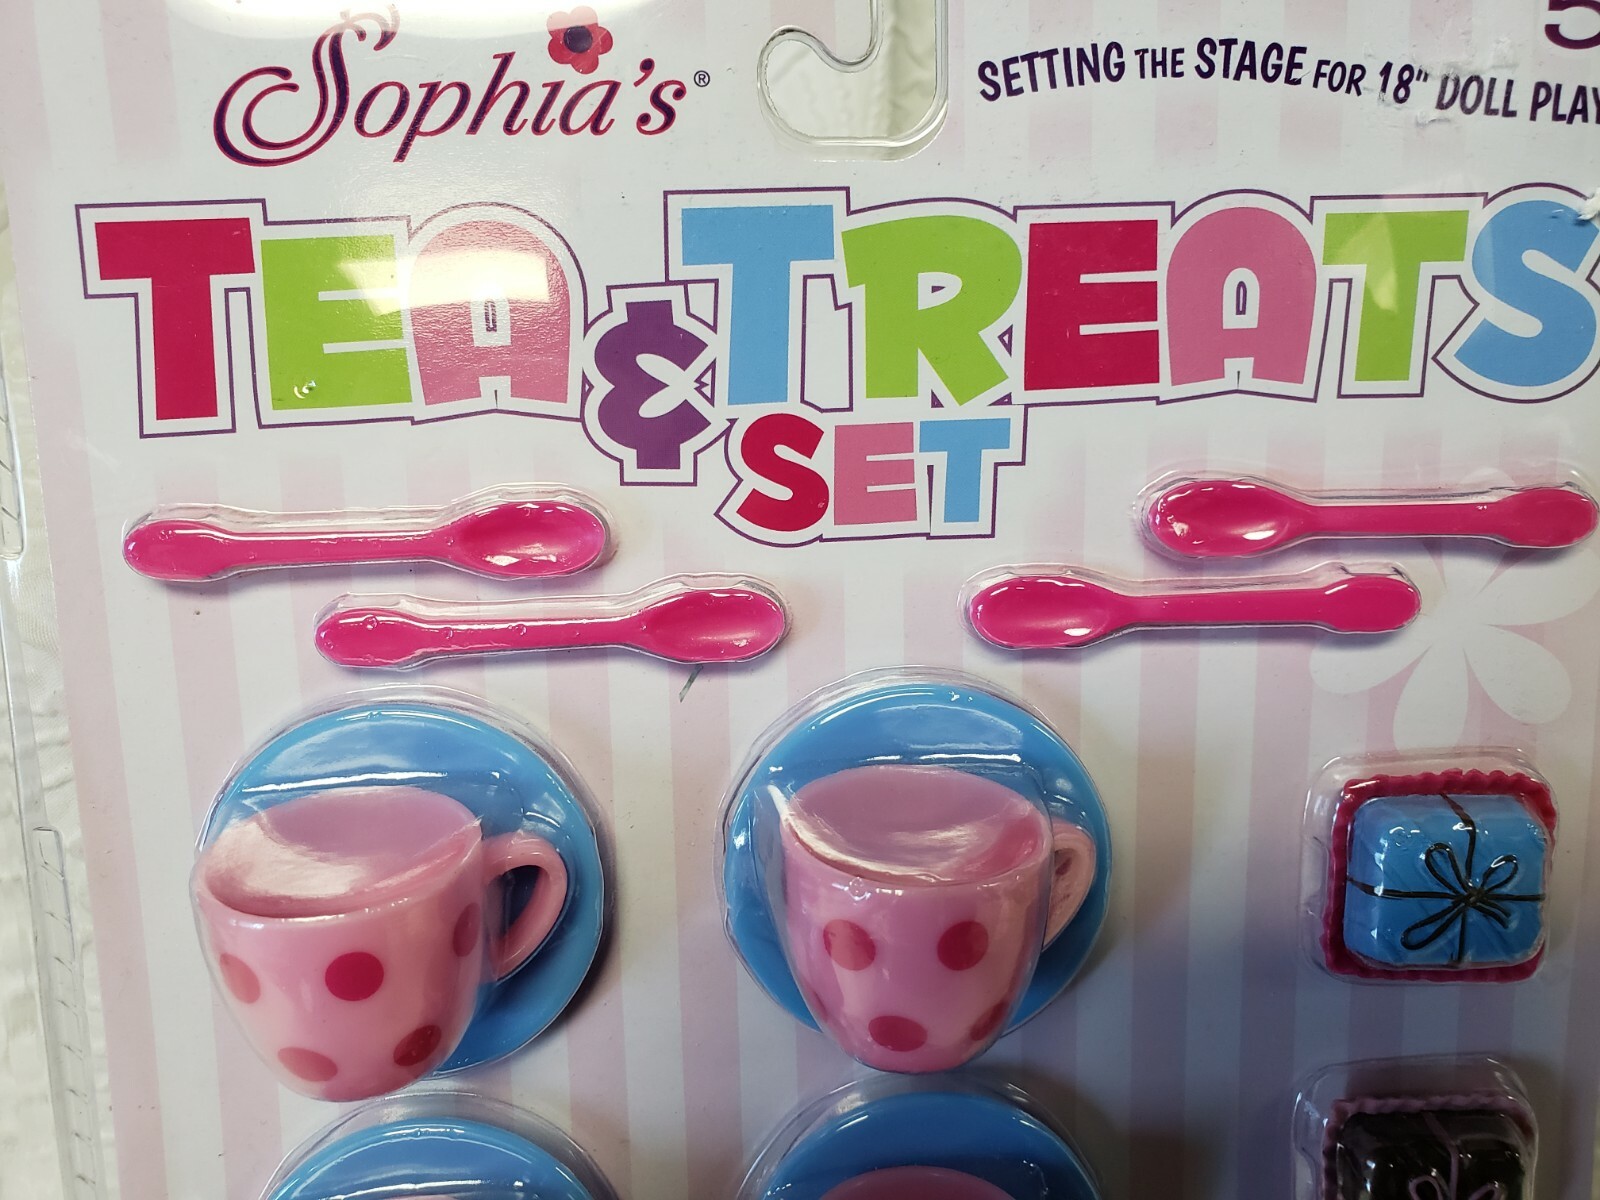 Sophia's®
SETTING THE STAGE FOR 18" DOLL PLAY
TEA & TREATS
SET